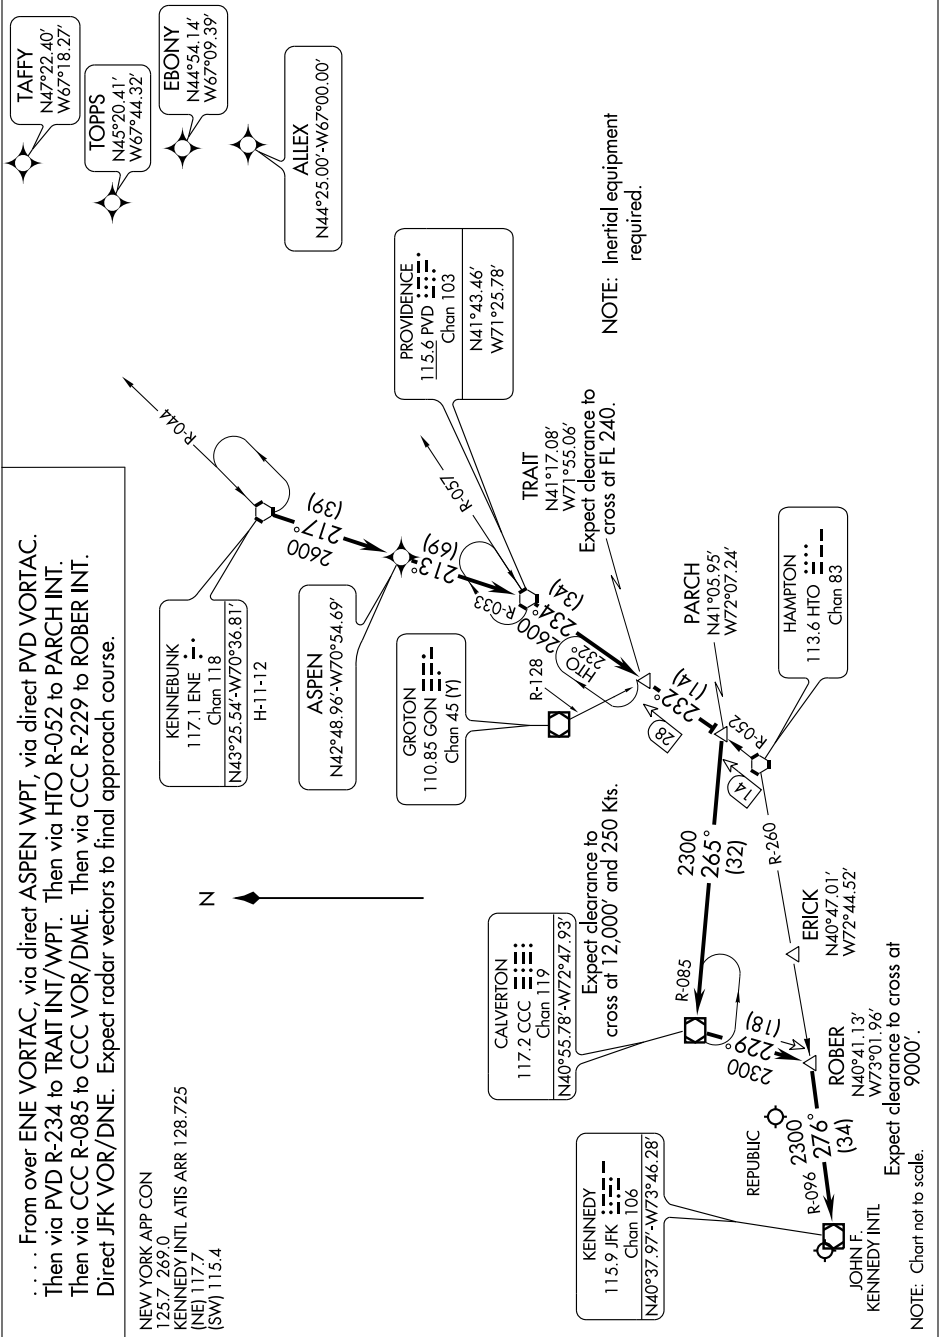 . . . . From over ENE VORTAC, via direct ASPEN WPT, via direct PVD VORTAC.
Then via PVD R-234 to TRAIT INT/WPT. Then via HTO R-052 to PARCH INT.
Then via CCC R-085 to CCC VOR/DME. Then via CCC R-229 to ROBER INT.
Direct JFK VOR/DNE. Expect radar vectors to final approach course.
NEW YORK APP CON
125.7 269.0
KENNEDY INTL ATIS ARR 128.725
(NE) 117.7
(SW) 115.4
TAFFY
N47°22.40'
W67°18.27'
TOPPS
N45°20.41'
W67°44.32'
EBONY
N44°54.14'
W67°09.39'
ALLEX
N44°25.00'-W67°00.00'
R-044
KENNEBUNK
117.1 ENE
Chan 118
N43°25.54'-W70°36.81'
H-11-12
2600
217°
(39)
ASPEN
N42°48.96'-W70°54.69'
213°
(69)
R-033
R-057
PROVIDENCE
115.6 PVD
Chan 103
N41°43.46'
W71°25.78'
NOTE: Inertial equipment
required.
GROTON
110.85 GON
Chan 45 (Y)
R-128
2600
234°
(34)
HTO
232°
TRAIT
N41°17.08'
W71°55.06'
Expect clearance to
cross at FL 240.
28
232°
(14)
PARCH
N41°05.95'
W72°07.24'
14
R-052
HAMPTON
113.6 HTO
Chan 83
N
2300
265°
(32)
R-260
CALVERTON
117.2 CCC
Chan 119
N40°55.78'-W72°47.93'
Expect clearance to
cross at 12,000' and 250 Kts.
R-085
ERICK
N40°47.01'
W72°44.52'
2300
229°
(18)
ROBER
N40°41.13'
W73°01.96'
Expect clearance to cross at
9000'.
KENNEDY
115.9 JFK
Chan 106
N40°37.97'-W73°46.28'
REPUBLIC
2300
R-096 276°
(34)
JOHN F.
KENNEDY INTL
NOTE: Chart not to scale.